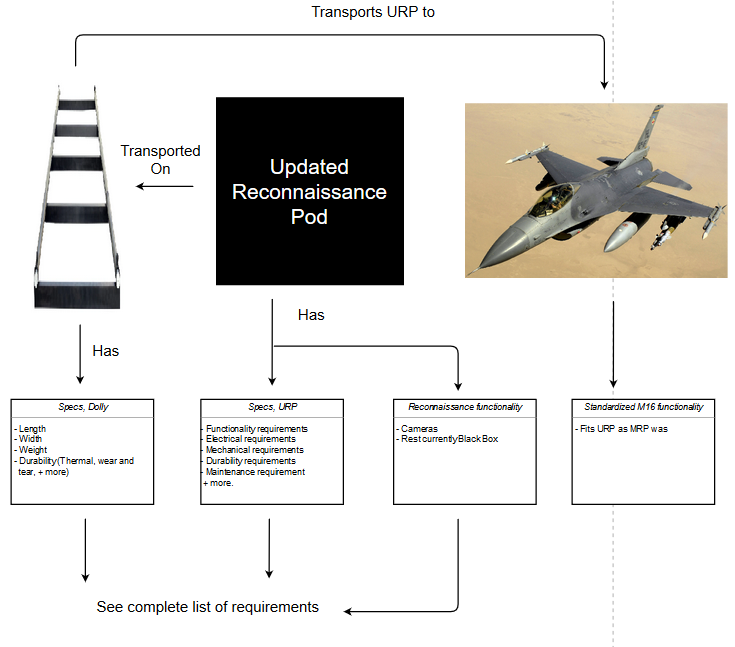 Transports URP to
Transported
On
Updated
Reconnaissance
Pod
Has
Has
Specs, Dolly
- Length
- Width
- Weight
- Durability(Thermal, wear and
tear, + more)
Specs, URP
- Functionality requirements
- Electrical requirements
- Mechanical requirements
- Durability requirements
- Maintenance requirement
+ more.
Reconnaissance functionality
- Cameras
- Rest currently Black Box
Standardized M16 functionality
- Fits URP as MRP was
See complete list of requirements